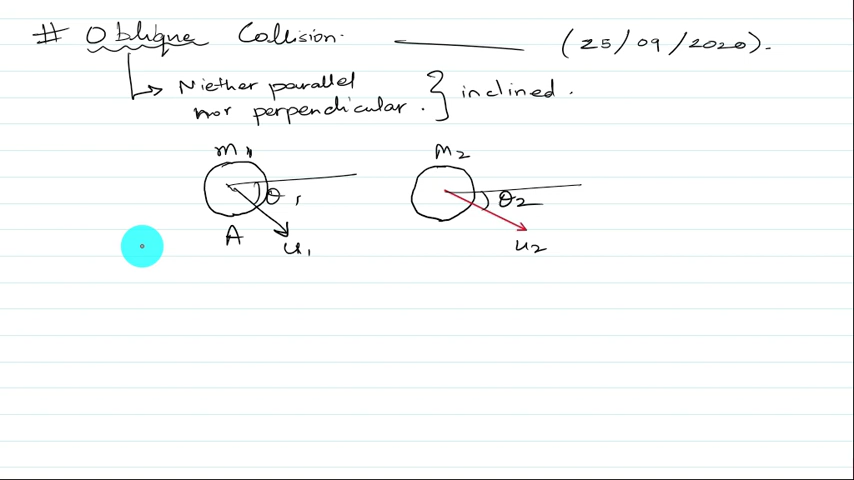 # Oblique Collision. (25/09/2020).
Niether parallel
nor perpendicular. } inclined.
m1 m2
θ1 θ2
A u1 u2